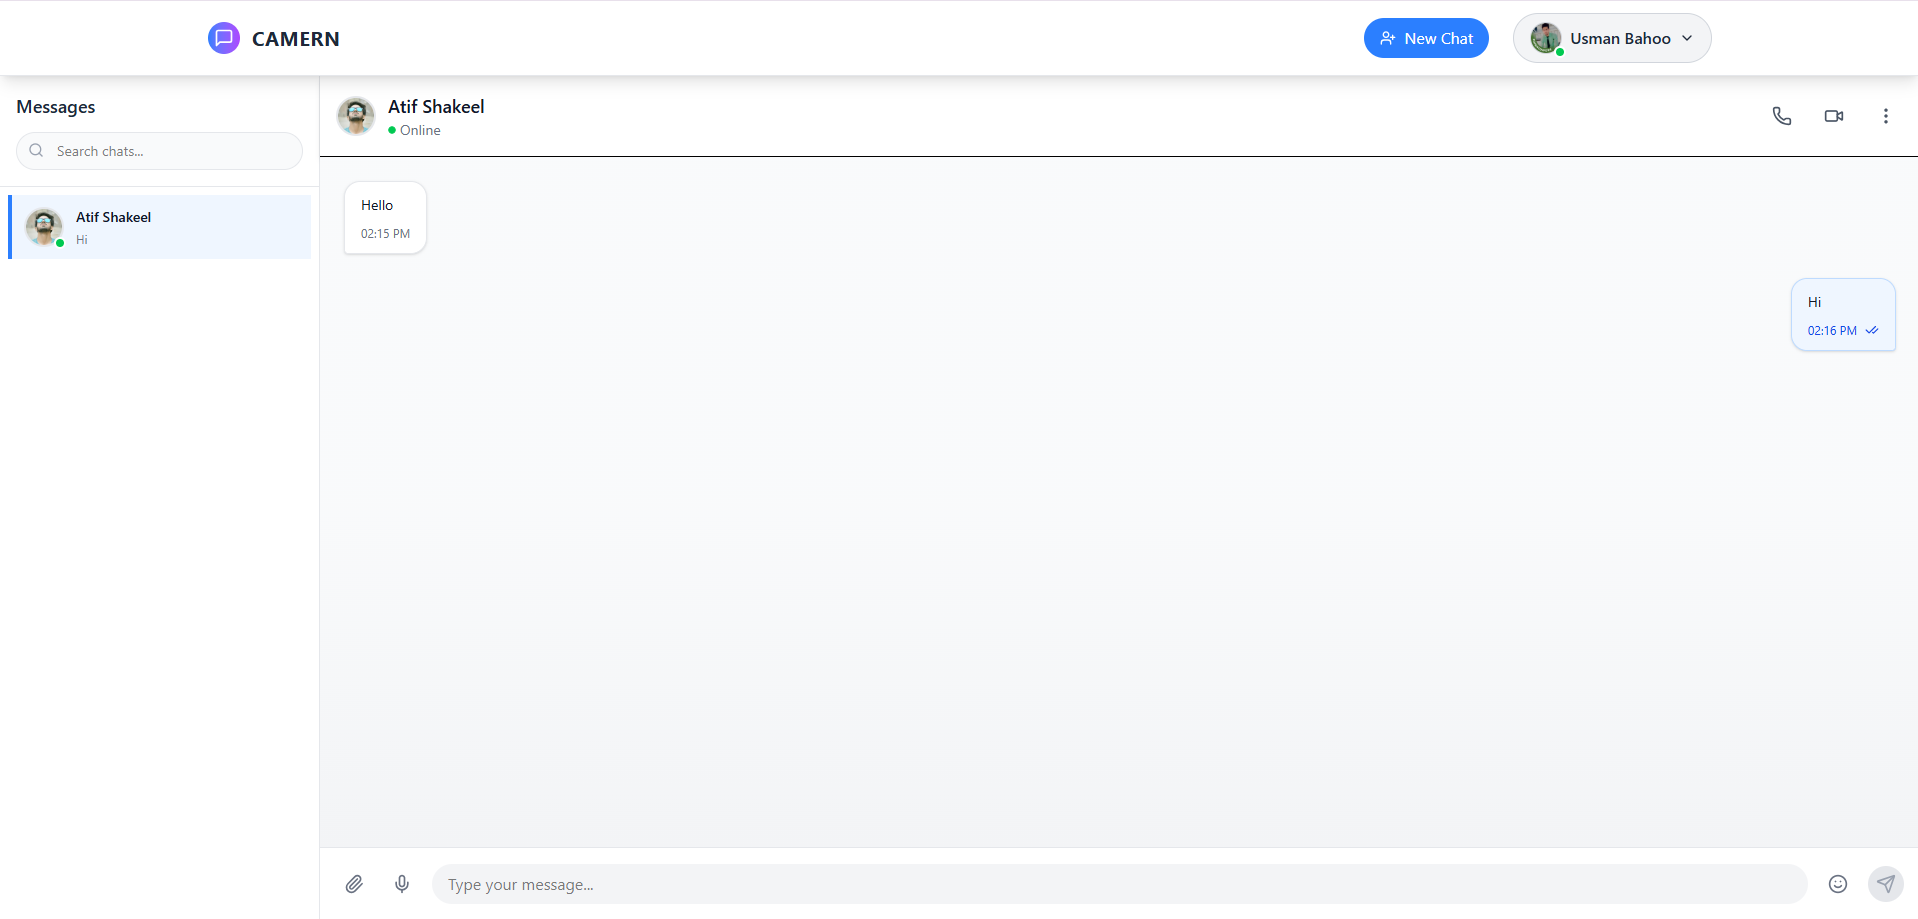 CAMERN
New Chat
Usman Bahoo
Messages
Search chats...
Atif Shakeel
Hi
Atif Shakeel
Online
Hello
02:15 PM
Hi
02:16 PM
Type your message...